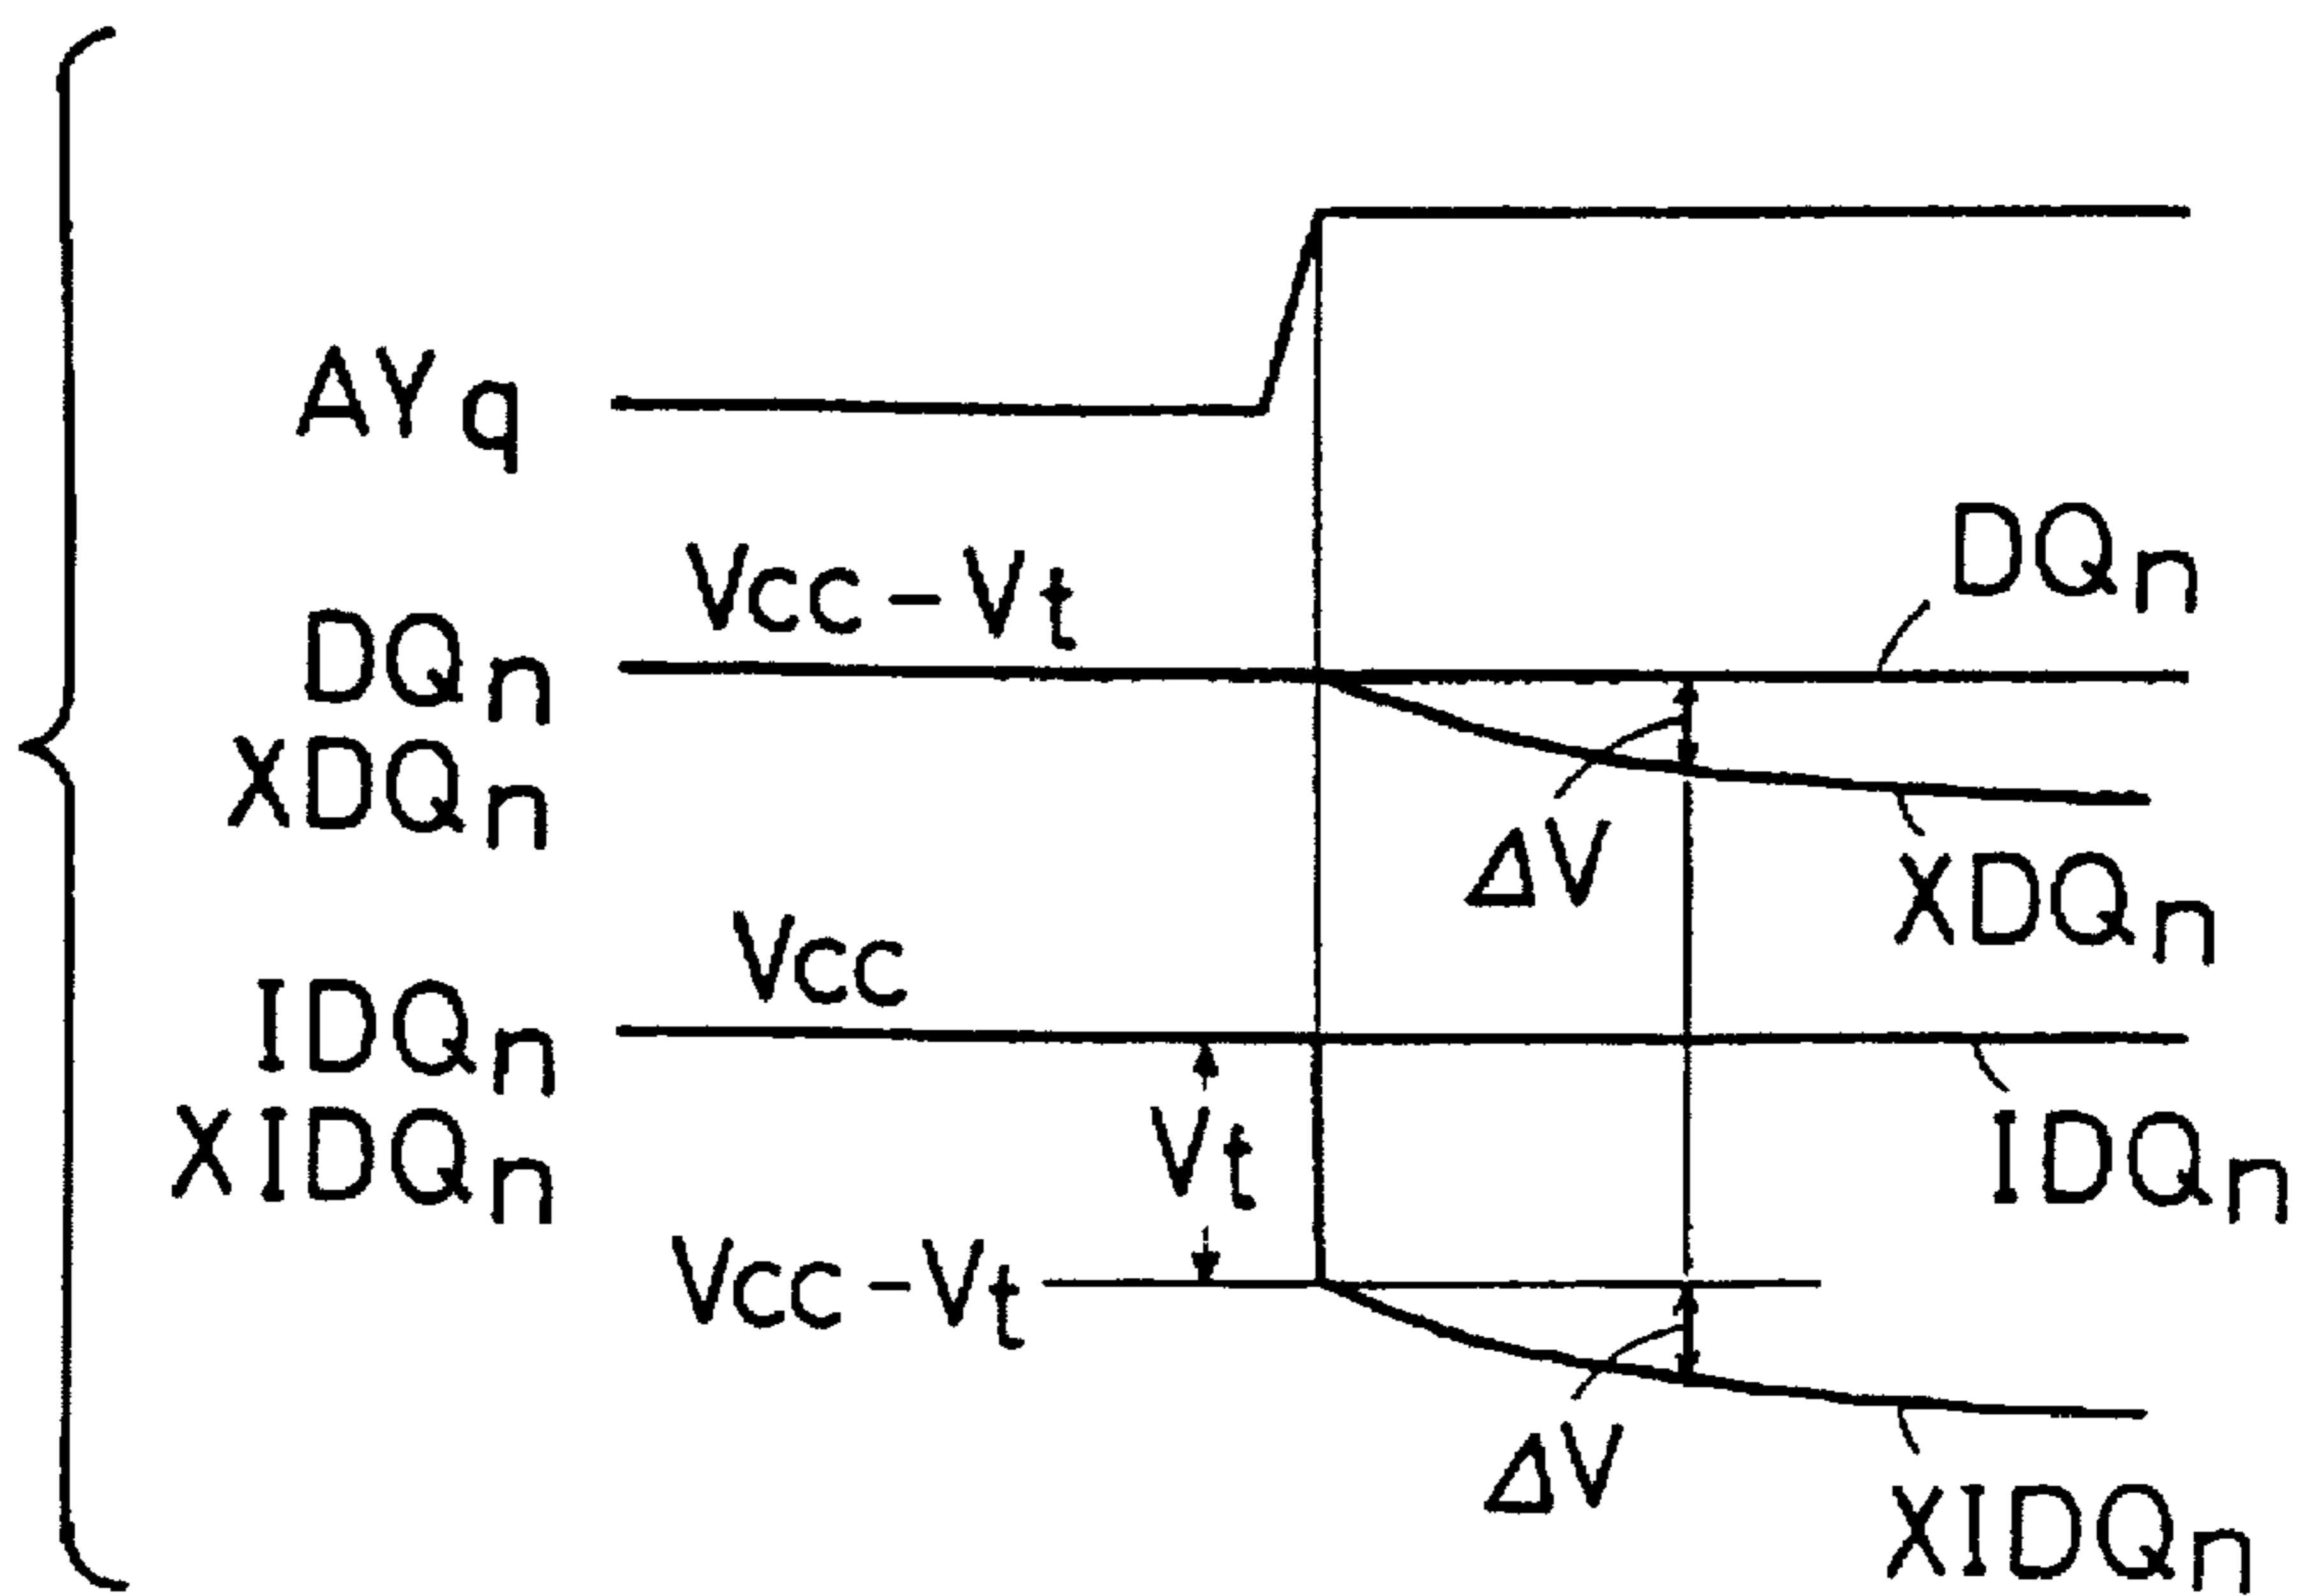 AYq
Vcc-Vt
DQn
DQn
XDQn
ΔV
XDQn
Vcc
IDQn
XIDQn
Vt
IDQn
Vcc-Vt
ΔV
XIDQn